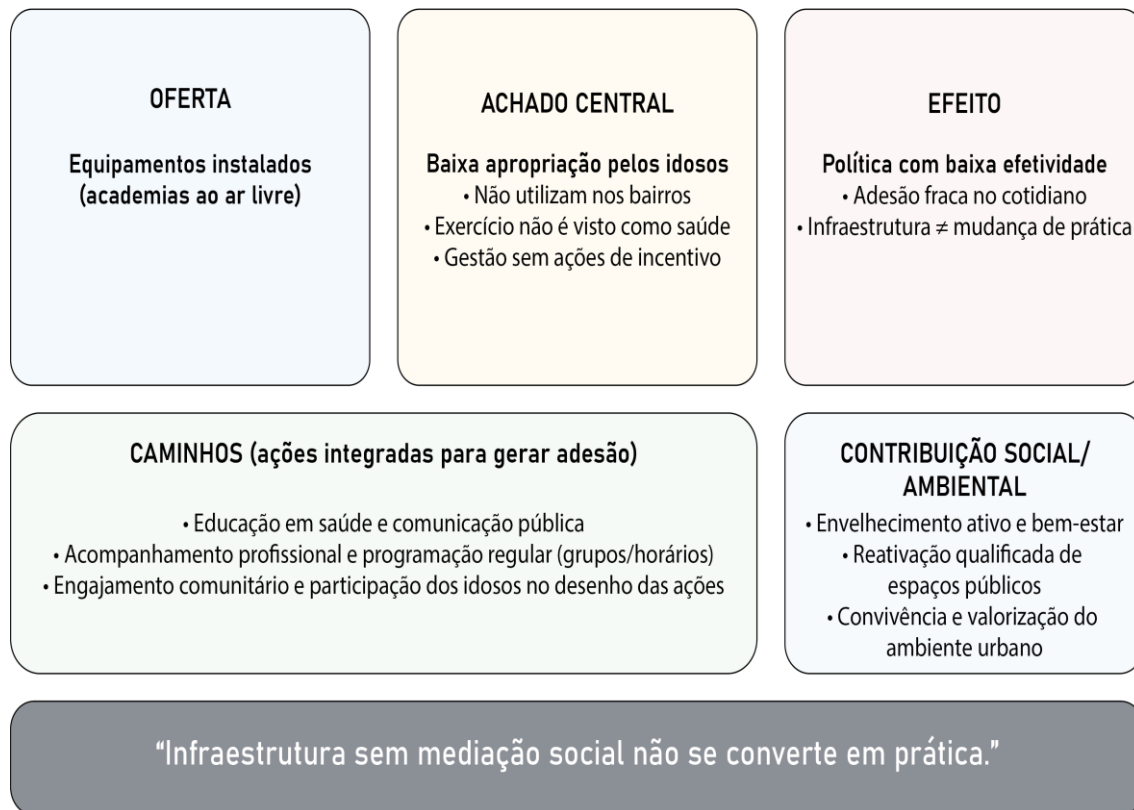 OFERTA
Equipamentos instalados
(academias ao ar livre)
ACHADO CENTRAL
Baixa apropriação pelos idosos
• Não utilizam nos bairros
• Exercício não é visto como saúde
• Gestão sem ações de incentivo
EFEITO
Política com baixa efetividade
• Adesão fraca no cotidiano
• Infraestrutura ≠ mudança de prática
CAMINHOS (ações integradas para gerar adesão)
• Educação em saúde e comunicação pública
• Acompanhamento profissional e programação regular (grupos/horários)
• Engajamento comunitário e participação dos idosos no desenho das ações
CONTRIBUIÇÃO SOCIAL/
AMBIENTAL
• Envelhecimento ativo e bem-estar
• Reativação qualificada de
espaços públicos
• Convivência e valorização do
ambiente urbano
“Infraestrutura sem mediação social não se converte em prática.”